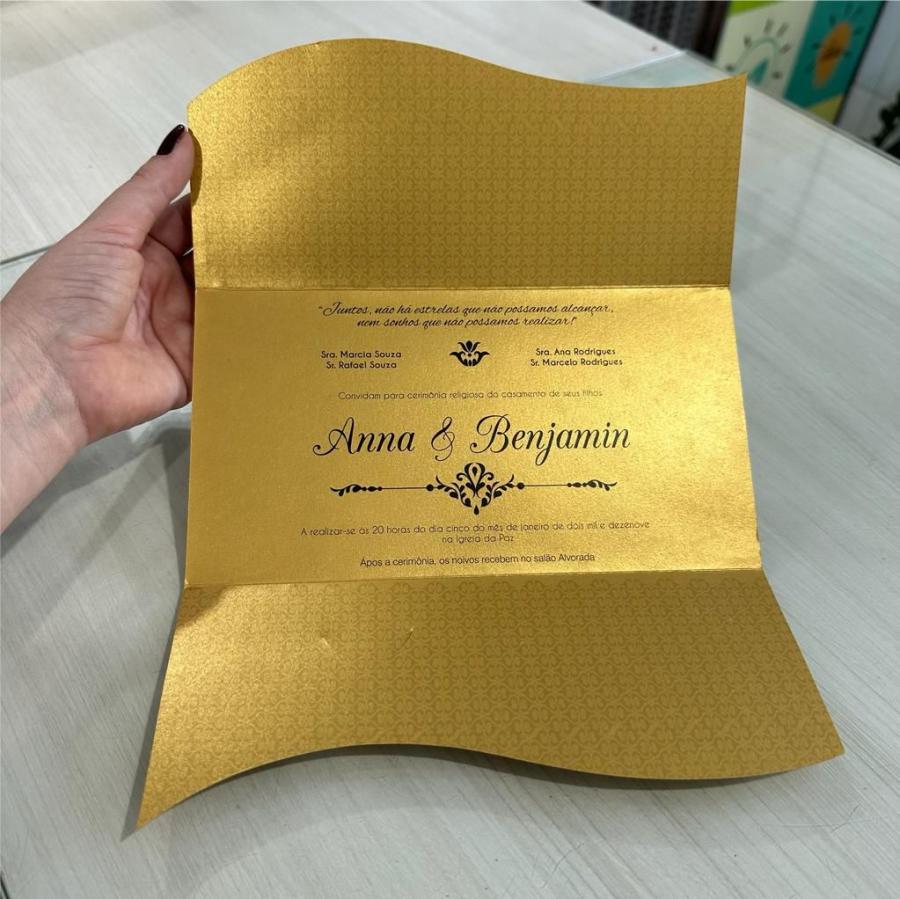 "Juntos, não há estrelas que não possamos alcançar,
nem sonhos que não possamos realizar!"
Sra. Marcia Souza
Sr. Rafael Souza
Sra. Ana Rodrigues
Sr. Marcelo Rodrigues
Convidam para cerimônia religiosa do casamento de seus filhos
Anna & Benjamin
A realizar-se às 20 horas do dia cinco do mês de janeiro de dois mil e dezenove
na Igreja da Paz
Ápos a cerimônia, os noivos recebem no salão Alvorada